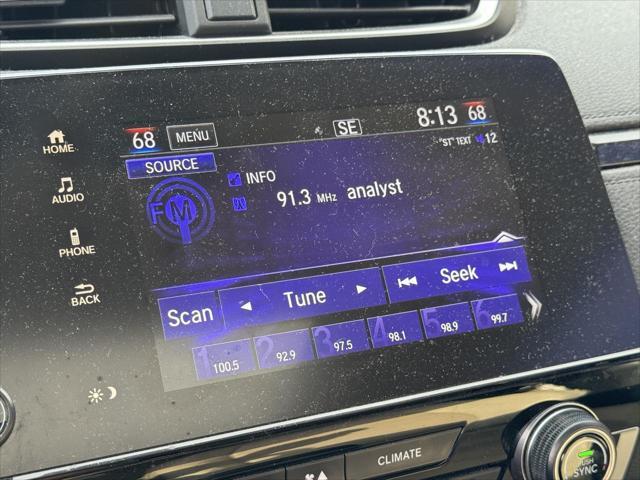 68 MENU SE 8:13 68
HOME
SOURCE "ST" TEXT 12
INFO
FM 91.3 MHz analyst
AUDIO
PHONE
Scan Tune Seek
BACK
1 100.5 2 92.9 3 97.5 4 98.1 5 98.9 6 99.7
CLIMATE
PUSH
SYNC